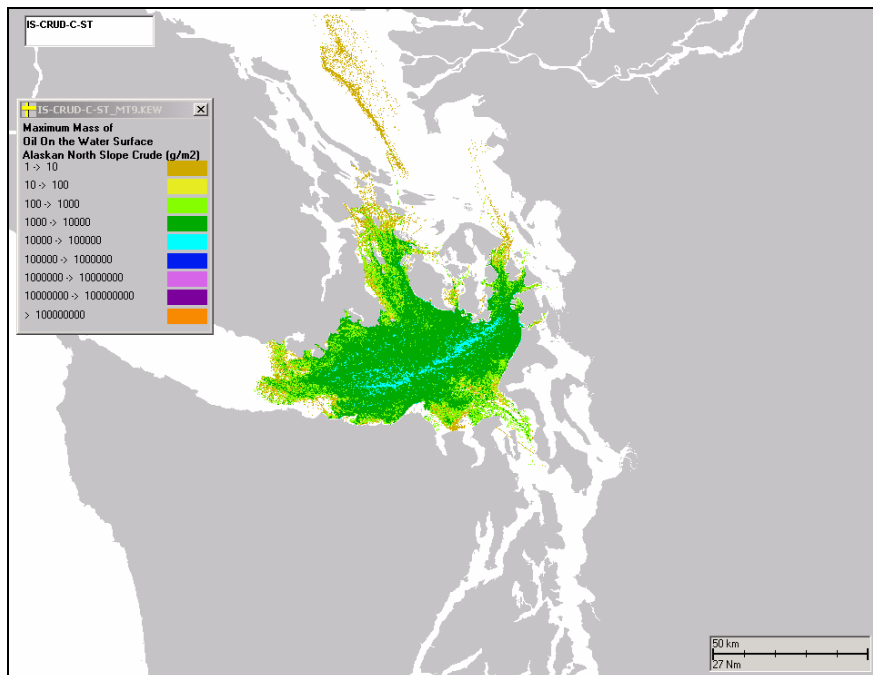 IS-CRUD-C-ST
IS-CRUD-C-ST_MT9.KEW
Maximum Mass of
Oil On the Water Surface
Alaskan North Slope Crude (g/m2)
1 -> 10
10 -> 100
100 -> 1000
1000 -> 10000
10000 -> 100000
100000 -> 1000000
1000000 -> 10000000
10000000 -> 100000000
> 100000000
50 km
27 Nm